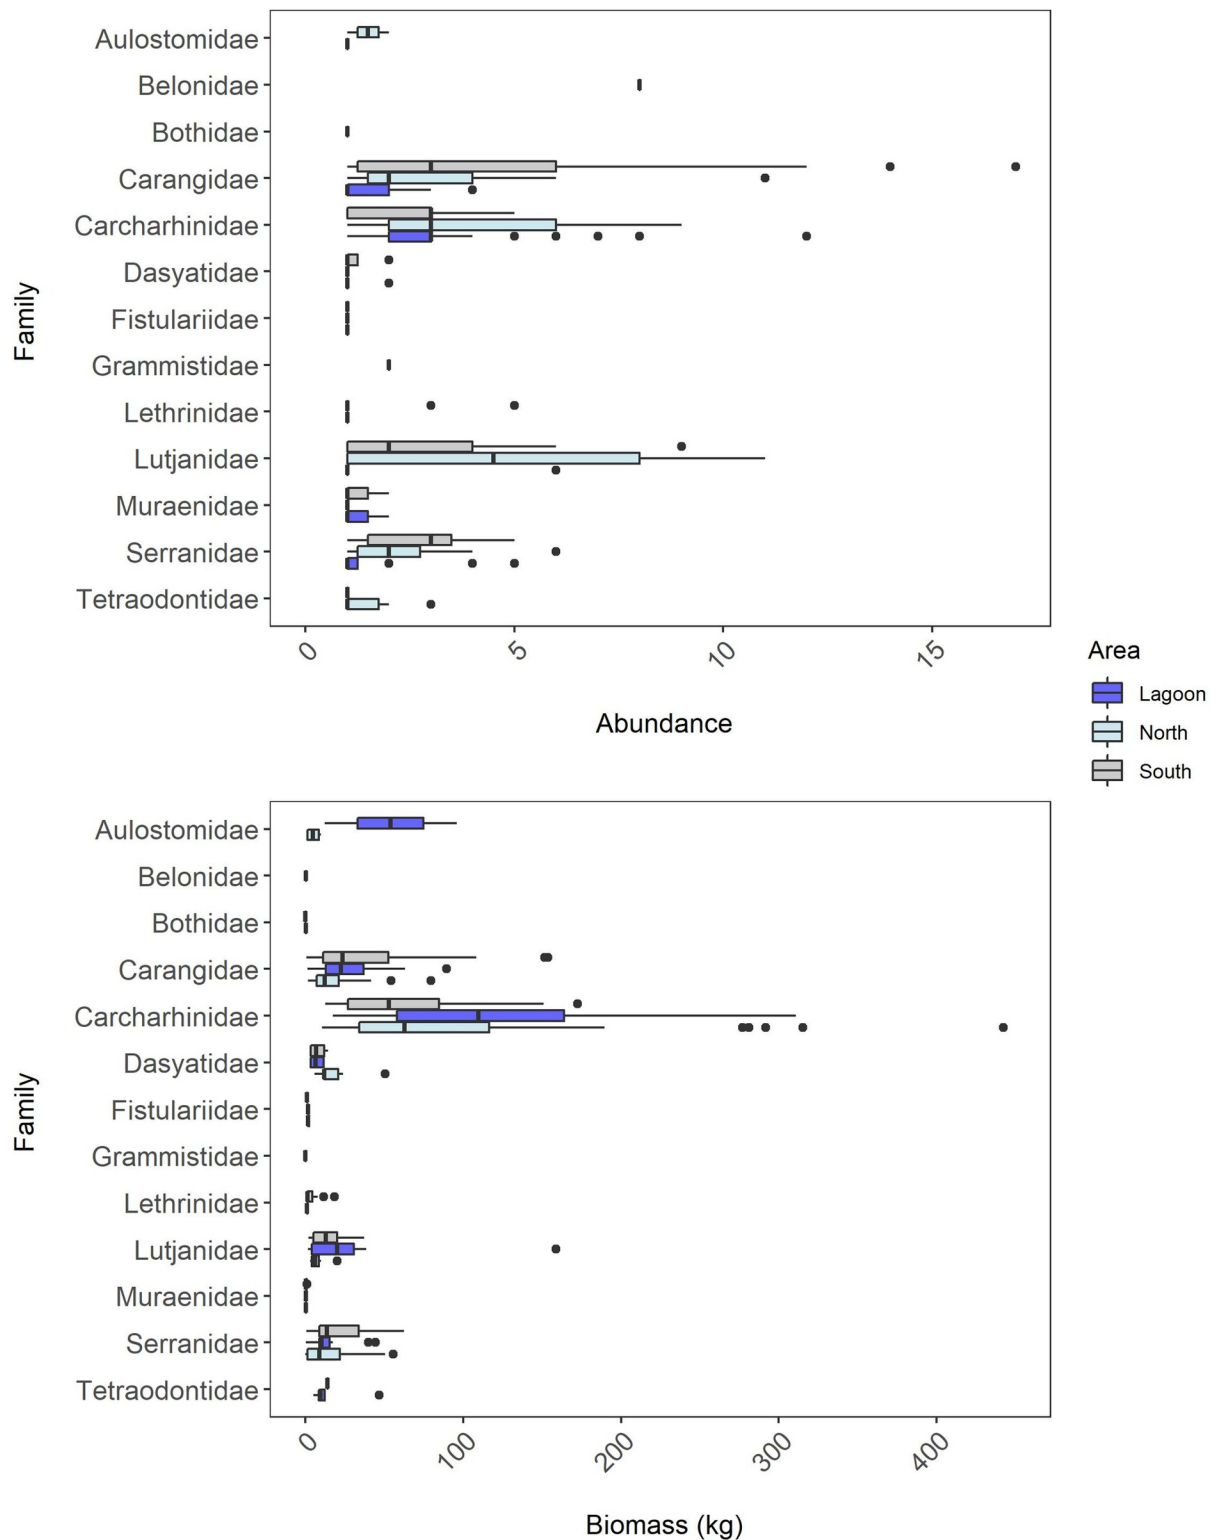 Aulostomidae
Belonidae
Bothidae
Carangidae
Carcharhinidae
Dasyatidae
Fistulariidae
Grammistidae
Lethrinidae
Lutjanidae
Muraenidae
Serranidae
Tetraodontidae
Family
0
5
10
15
Abundance
Area
Lagoon
North
South
Aulostomidae
Belonidae
Bothidae
Carangidae
Carcharhinidae
Dasyatidae
Fistulariidae
Grammistidae
Lethrinidae
Lutjanidae
Muraenidae
Serranidae
Tetraodontidae
Family
0
100
200
300
400
Biomass (kg)